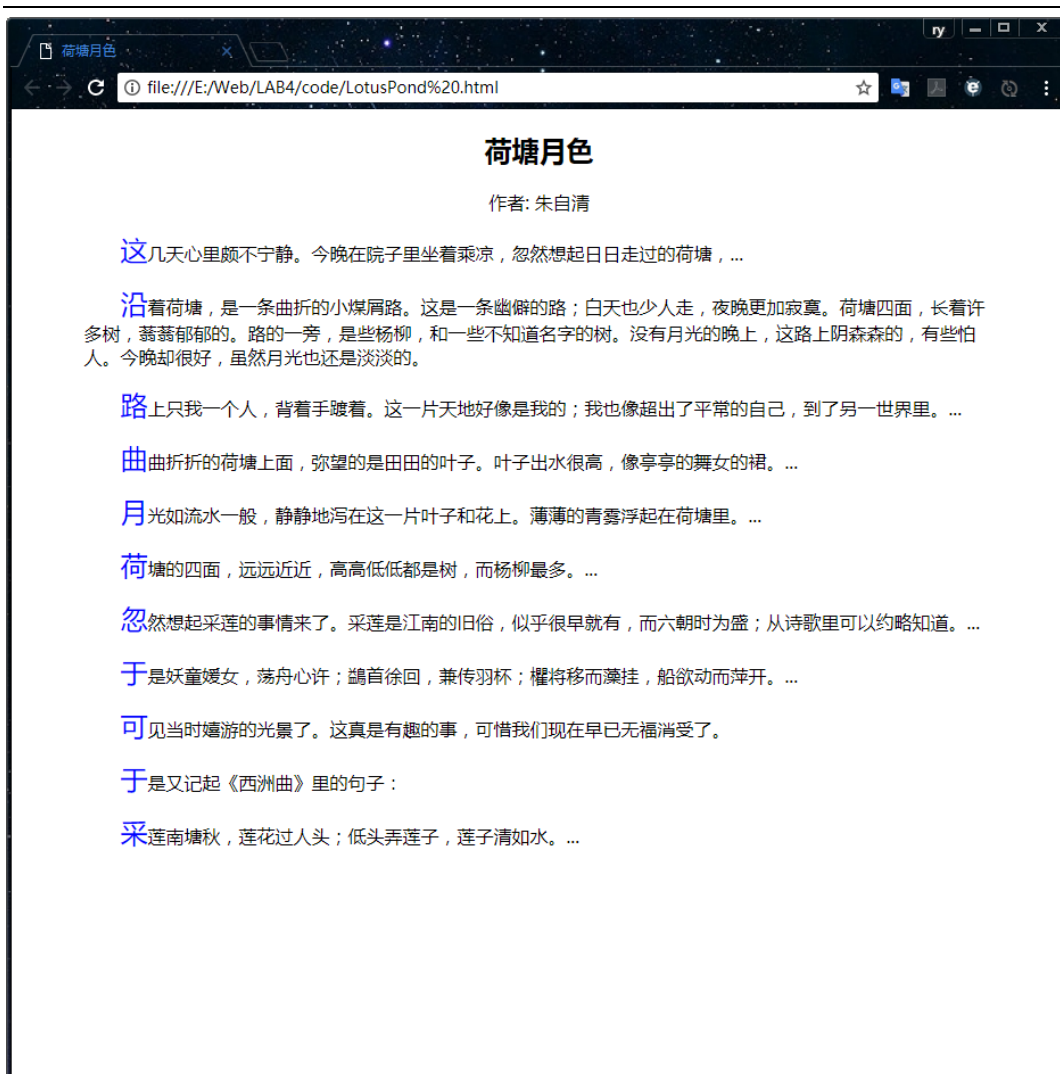 ry
荷塘月色
file:///E:/Web/LAB4/code/LotusPond%20.html
荷塘月色
作者: 朱自清
这几天心里颇不宁静。今晚在院子里坐着乘凉，忽然想起日日走过的荷塘，...
沿着荷塘，是一条曲折的小煤屑路。这是一条幽僻的路；白天也少人走，夜晚更加寂寞。荷塘四面，长着许
多树，蓊蓊郁郁的。路的一旁，是些杨柳，和一些不知道名字的树。没有月光的晚上，这路上阴森森的，有些怕
人。今晚却很好，虽然月光也还是淡淡的。
路上只我一个人，背着手踱着。这一片天地好像是我的；我也像超出了平常的自己，到了另一世界里。...
曲曲折折的荷塘上面，弥望的是田田的叶子。叶子出水很高，像亭亭的舞女的裙。...
月光如流水一般，静静地泻在这一片叶子和花上。薄薄的青雾浮起在荷塘里。...
荷塘的四面，远远近近，高高低低都是树，而杨柳最多。...
忽然想起采莲的事情来了。采莲是江南的旧俗，似乎很早就有，而六朝时为盛；从诗歌里可以约略知道。...
于是妖童媛女，荡舟心许；鷁首徐回，兼传羽杯；欋将移而藻挂，船欲动而萍开。...
可见当时嬉游的光景了。这真是有趣的事，可惜我们现在早已无福消受了。
于是又记起《西洲曲》里的句子：
采莲南塘秋，莲花过人头；低头弄莲子，莲子清如水。...